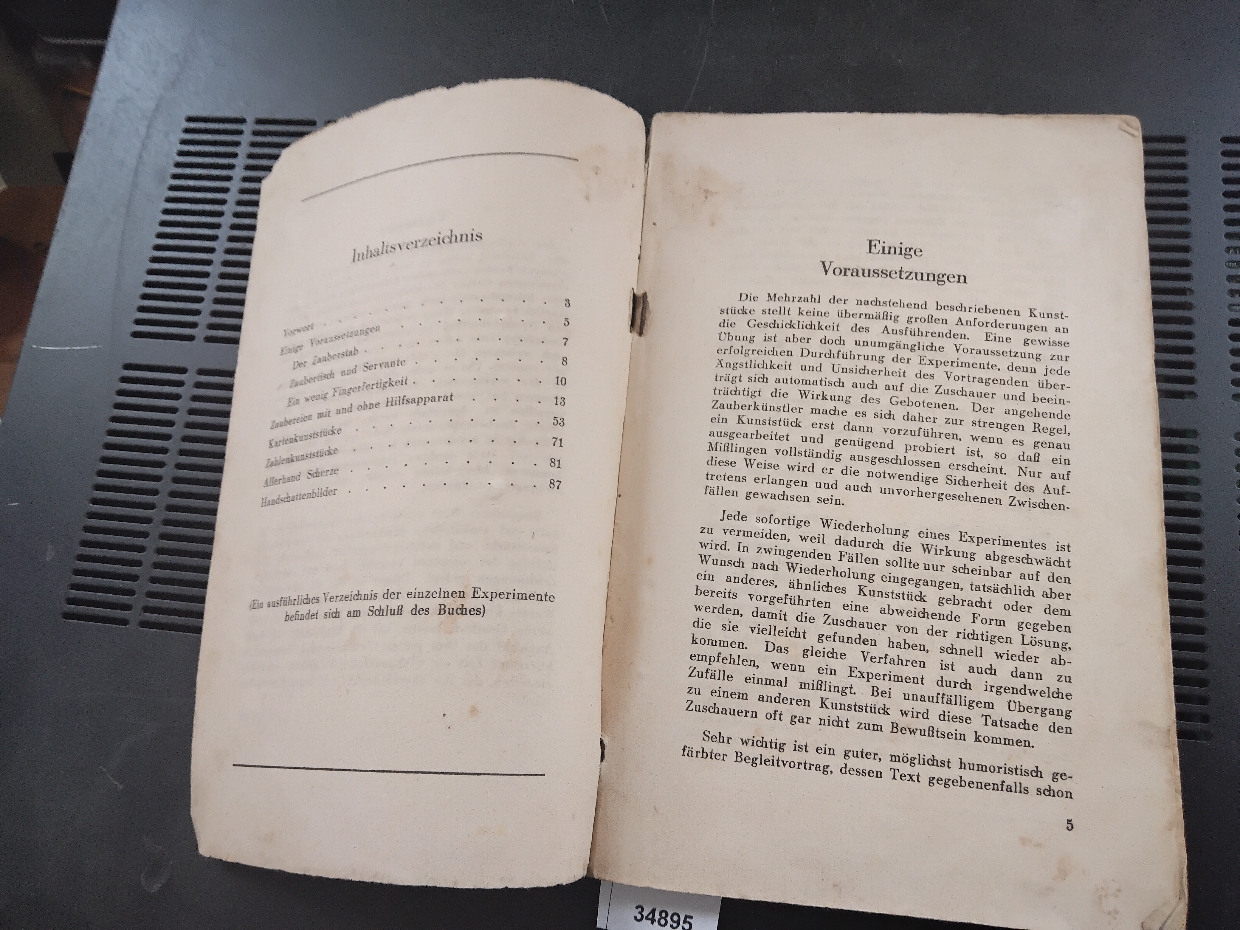 Inhaltsverzeichnis
Vorwort . . . . . . . . 3
Einige Voraussetzungen . . . . . . 5
Der Zauberstab . . . . . . . 7
Zaubertisch und Servante . . . . . 8
Ein wenig Fingerfertigkeit . . . . . 10
Zaubereien mit und ohne Hilfsapparat . . . . 13
Kartenkunststücke . . . . . . . . 53
Zahlenkunststücke . . . . . . . . 71
Allerhand Scherze . . . . . . . . 81
Handschattenbilder . . . . . . . . 87
(Ein ausführliches Verzeichnis der einzelnen Experimente
befindet sich am Schluß des Buches)
Einige
Voraussetzungen
Die Mehrzahl der nachstehend beschriebenen Kunst-
stücke stellt keine übermäßig großen Anforderungen an
die Geschicklichkeit des Ausführenden. Eine gewisse
Übung ist aber doch unumgängliche Voraussetzung zur
erfolgreichen Durchführung der Experimente, denn jede
Ängstlichkeit und Unsicherheit des Vortragenden über-
trägt sich automatisch auch auf die Zuschauer und beein-
trächtigt die Wirkung des Gebotenen. Der angehende
Zauberkünstler mache es sich daher zur strengen Regel,
ein Kunststück erst dann vorzuführen, wenn es genau
ausgearbeitet und genügend probiert ist, so daß ein
Mißlingen vollständig ausgeschlossen erscheint. Nur auf
diese Weise wird er die notwendige Sicherheit des Auf-
tretens erlangen und auch unvorhergesehenen Zwischen-
fällen gewachsen sein.
Jede sofortige Wiederholung eines Experimentes ist
zu vermeiden, weil dadurch die Wirkung abgeschwächt
wird. In zwingenden Fällen sollte nur scheinbar auf den
Wunsch nach Wiederholung eingegangen, tatsächlich aber
ein anderes, ähnliches Kunststück gebracht oder dem
bereits vorgeführten eine abweichende Form gegeben
werden, damit die Zuschauer von der richtigen Lösung,
die sie vielleicht gefunden haben, schnell wieder ab-
kommen. Das gleiche Verfahren ist auch dann zu
empfehlen, wenn ein Experiment durch irgendwelche
Zufälle einmal mißlingt. Bei unauffälligem Übergang
zu einem anderen Kunststück wird diese Tatsache den
Zuschauern oft gar nicht zum Bewußtsein kommen.
Sehr wichtig ist ein guter, möglichst humoristisch ge-
färbter Begleitvortrag, dessen Text gegebenenfalls schon
5
34895